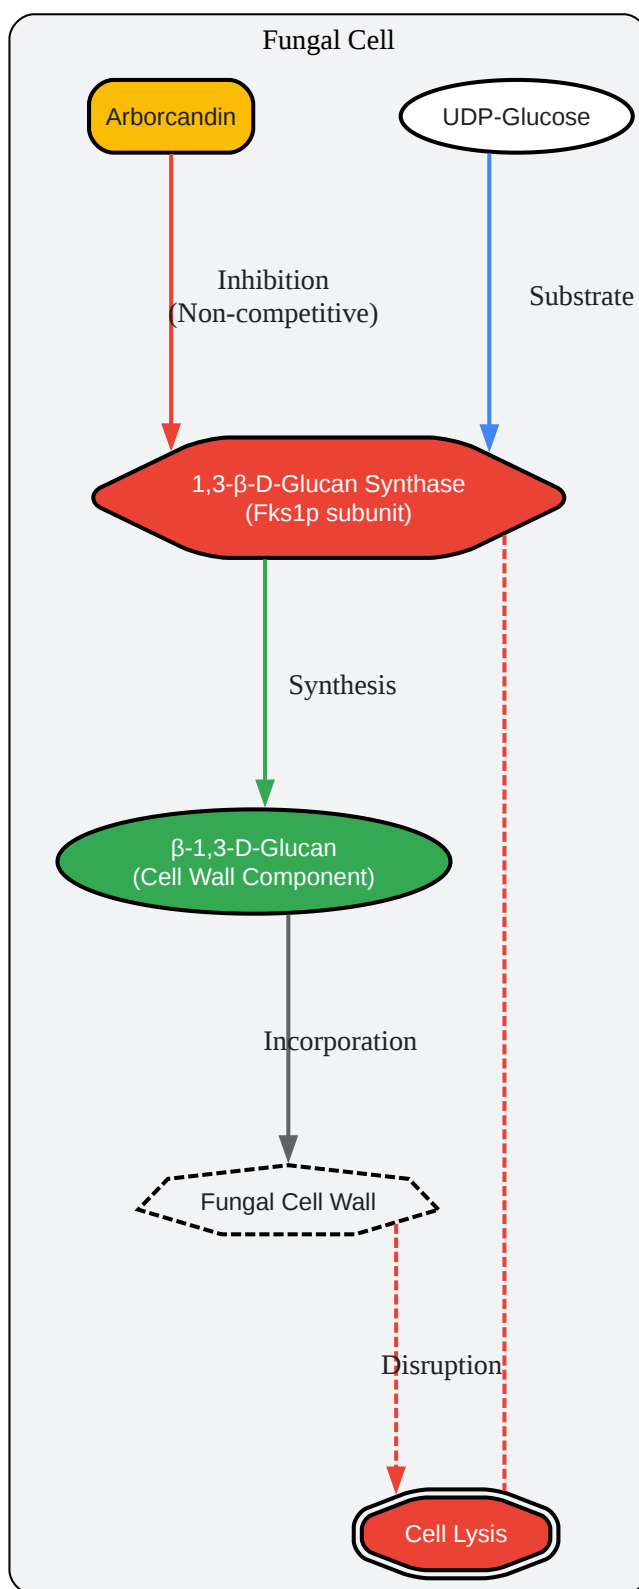 Fungal Cell
Arborcandin
UDP-Glucose
Inhibition
(Non-competitive)
Substrate
1,3-β-D-Glucan Synthase
(Fks1p subunit)
Synthesis
β-1,3-D-Glucan
(Cell Wall Component)
Incorporation
Fungal Cell Wall
Disruption
Cell Lysis